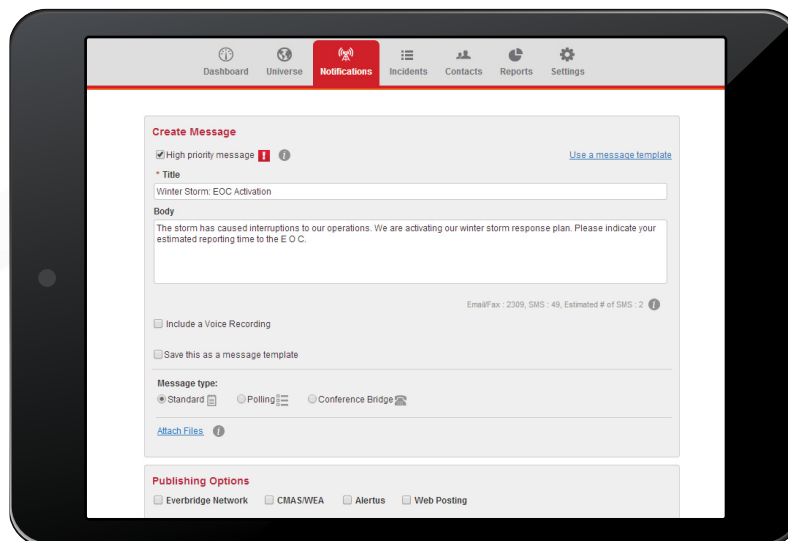 Dashboard Universe Notifications Incidents Contacts Reports Settings
Create Message
High priority message ! i Use a message template
* Title
Winter Storm: EOC Activation
Body
The storm has caused interruptions to our operations. We are activating our winter storm response plan. Please indicate your
estimated reporting time to the E O C.
Email/Fax : 2309, SMS : 49, Estimated # of SMS : 2 i
Include a Voice Recording
Save this as a message template
Message type:
Standard Polling Conference Bridge
Attach Files i
Publishing Options
Everbridge Network CMAS/WEA Alertus Web Posting